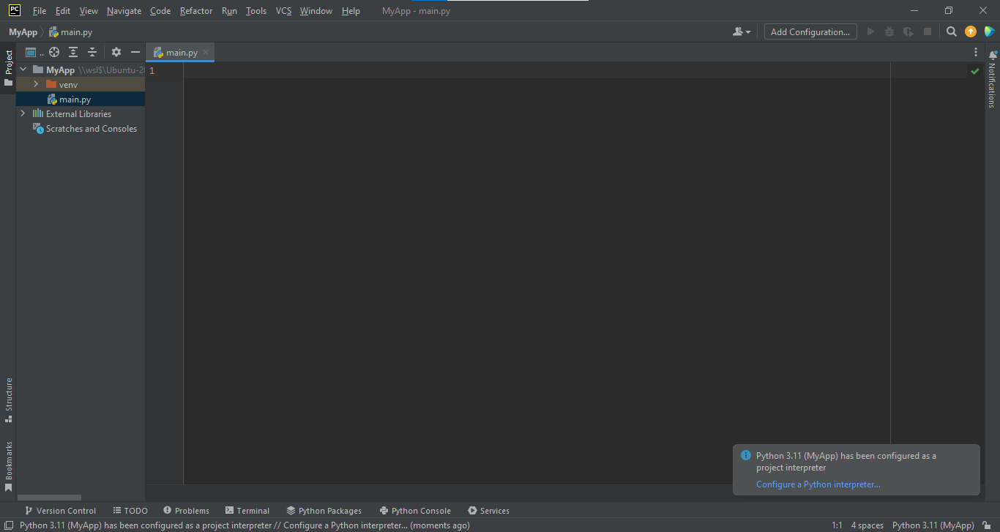 PC File Edit View Navigate Code Refactor Run Tools VCS Window Help MyApp - main.py
MyApp main.py Add Configuration...
Project .. main.py
MyApp \\wsl$\Ubuntu-2 1
venv
main.py
External Libraries
Scratches and Consoles
Notifications
Structure
Bookmarks
Python 3.11 (MyApp) has been configured as a
project interpreter
Configure a Python interpreter...
Version Control TODO Problems Terminal Python Packages Python Console Services
Python 3.11 (MyApp) has been configured as a project interpreter // Configure a Python interpreter... (moments ago) 1:1 4 spaces Python 3.11 (MyApp)